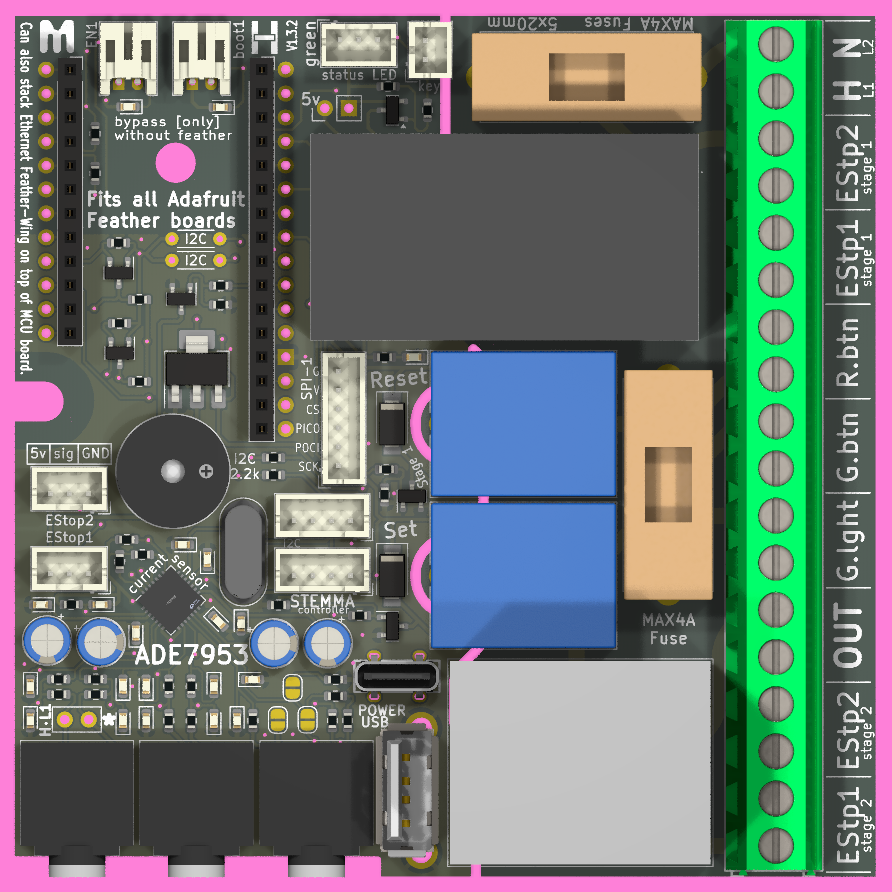 M
EN1
boot1
H
V1.3.2
green
status LED
key
5x20mm Fuses MAX4A
5v
bypass [only]
without feather
Can also stack Ethernet Feather-Wing on top of MCU board.
Fits all Adafruit
Feather boards
I2C
I2C
SPI-1
CS
PICO
POCI
SCK
Reset
Stage 1
Set
I2C
2.2k
5v sig GND
EStop2
EStop1
I2C
STEMMA
controller
current sensor
ADE7953
H-L1
*
POWER
USB
MAX4A
Fuse
H N
L1 L2
EStp2
stage 1
EStp1
stage 1
R.btn
G.btn
G.lght
OUT
EStp2
stage 2
EStp1
stage 2